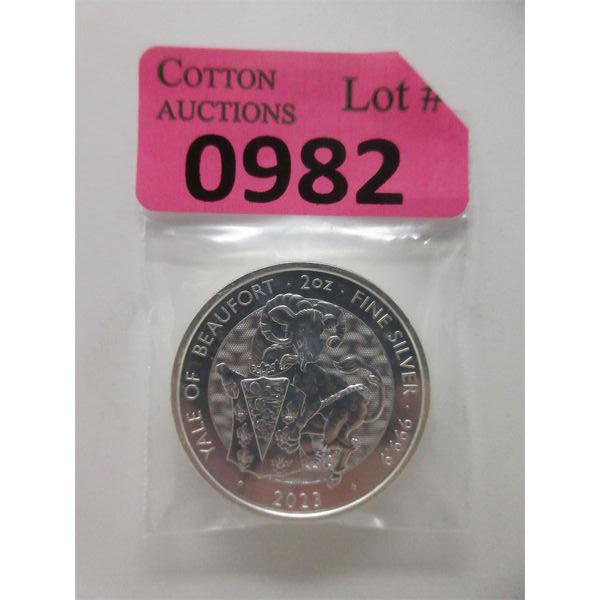 COTTON
AUCTIONS
Lot #
0982
YALE OF BEAUFORT · 2OZ · FINE SILVER · 999.9
2023